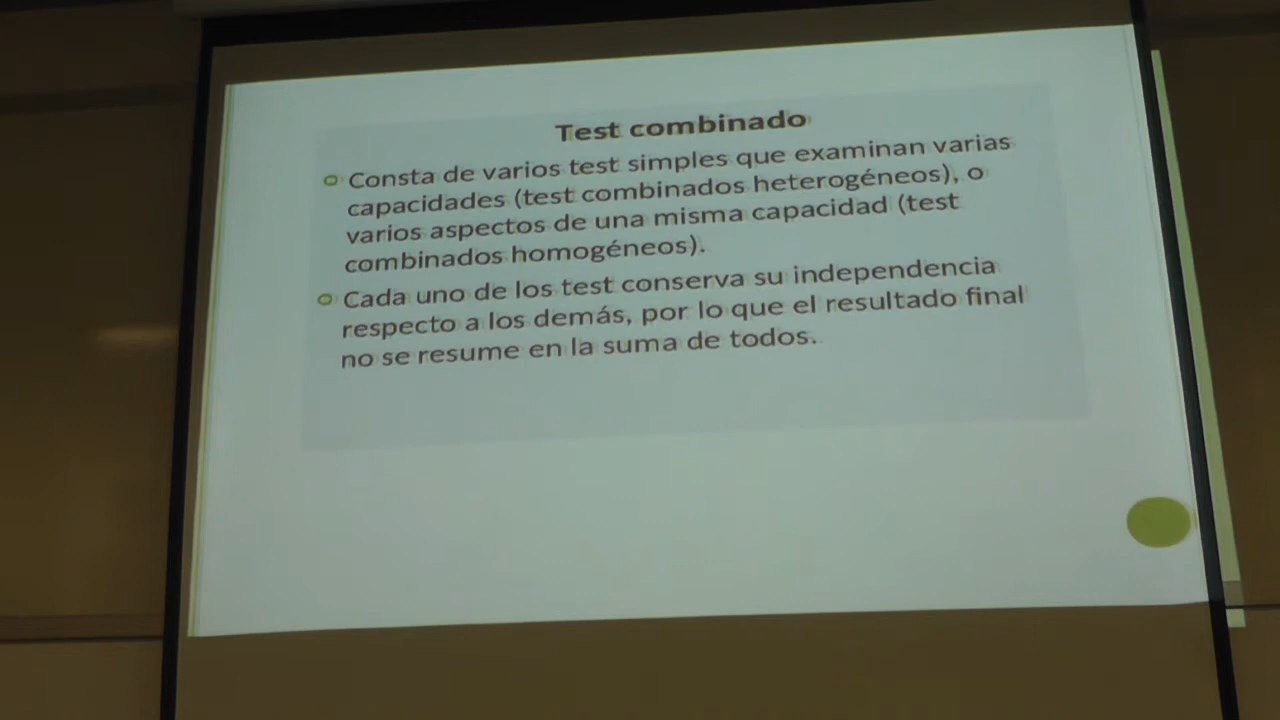 Test combinado
Consta de varios test simples que examinan varias
capacidades (test combinados heterogéneos), o
varios aspectos de una misma capacidad (test
combinados homogéneos).
Cada uno de los test conserva su independencia
respecto a los demás, por lo que el resultado final
no se resume en la suma de todos.